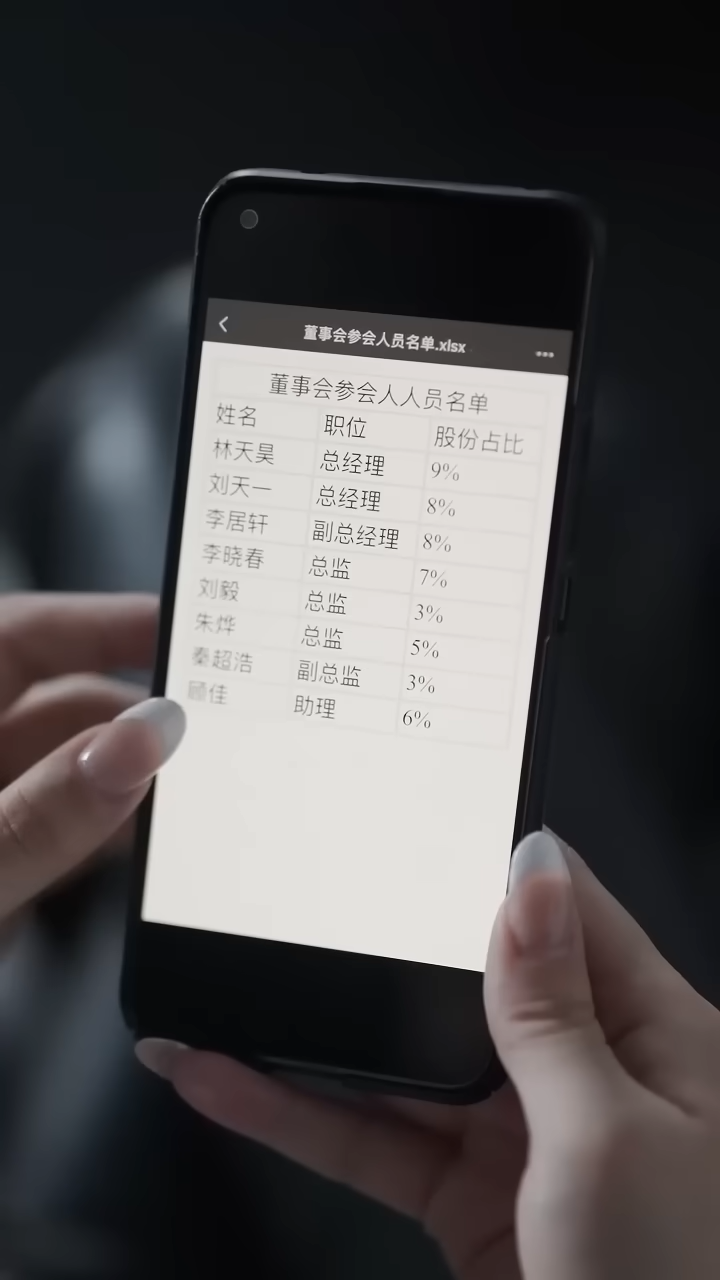 董事会参会人员名单.xlsx
董事会参会人人员名单
姓名 职位 股份占比
林天昊 总经理 9%
刘天一 总经理 8%
李居轩 副总经理 8%
李晓春 总监 7%
刘毅 总监 3%
朱烨 总监 5%
秦超浩 副总监 3%
顾佳 助理 6%